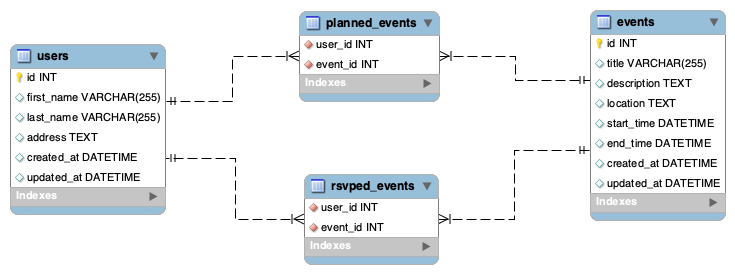 users
id INT
first_name VARCHAR(255)
last_name VARCHAR(255)
address TEXT
created_at DATETIME
updated_at DATETIME
Indexes
planned_events
user_id INT
event_id INT
Indexes
rsvped_events
user_id INT
event_id INT
Indexes
events
id INT
title VARCHAR(255)
description TEXT
location TEXT
start_time DATETIME
end_time DATETIME
created_at DATETIME
updated_at DATETIME
Indexes